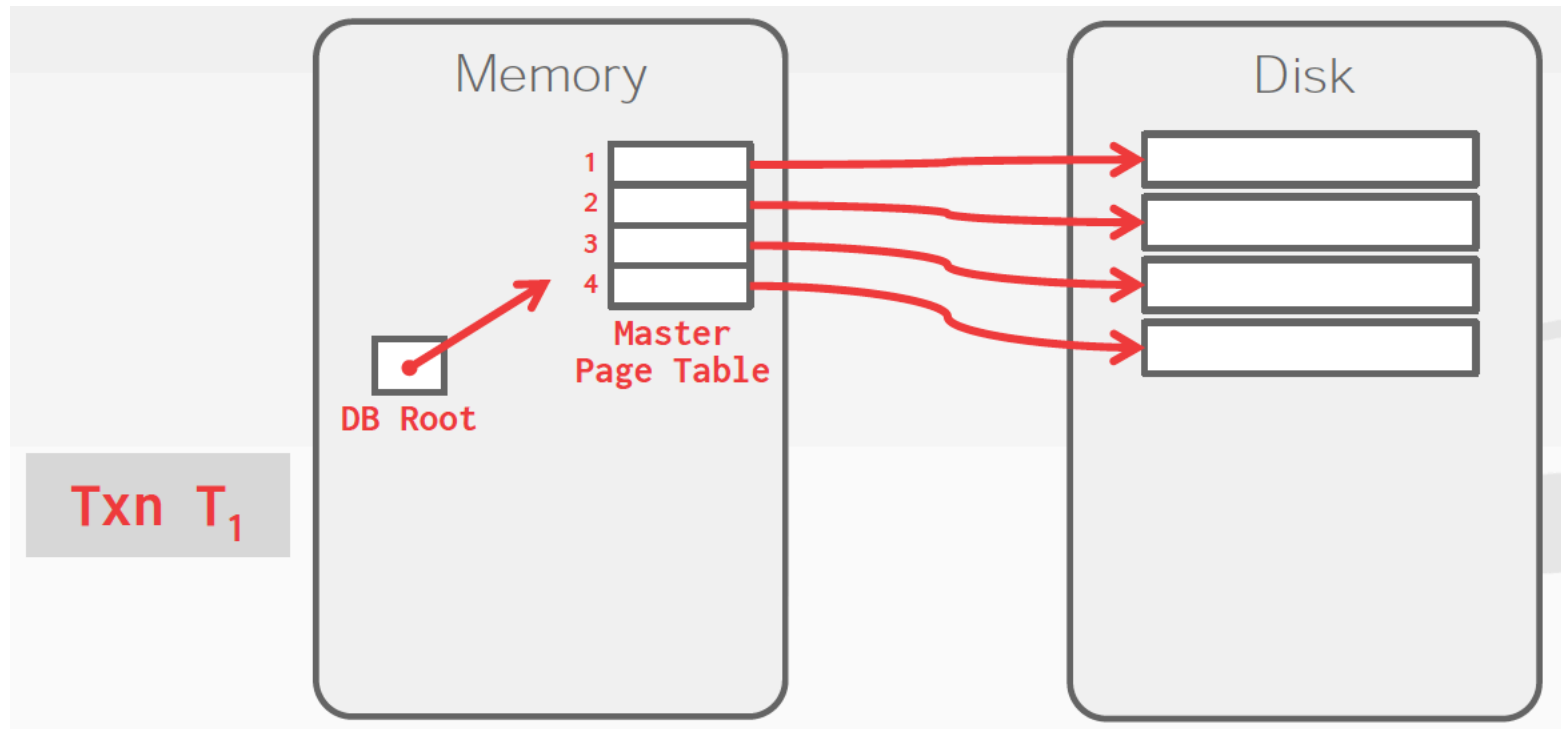 Memory
Disk
1
2
3
4
Master
Page Table
DB Root
Txn T₁